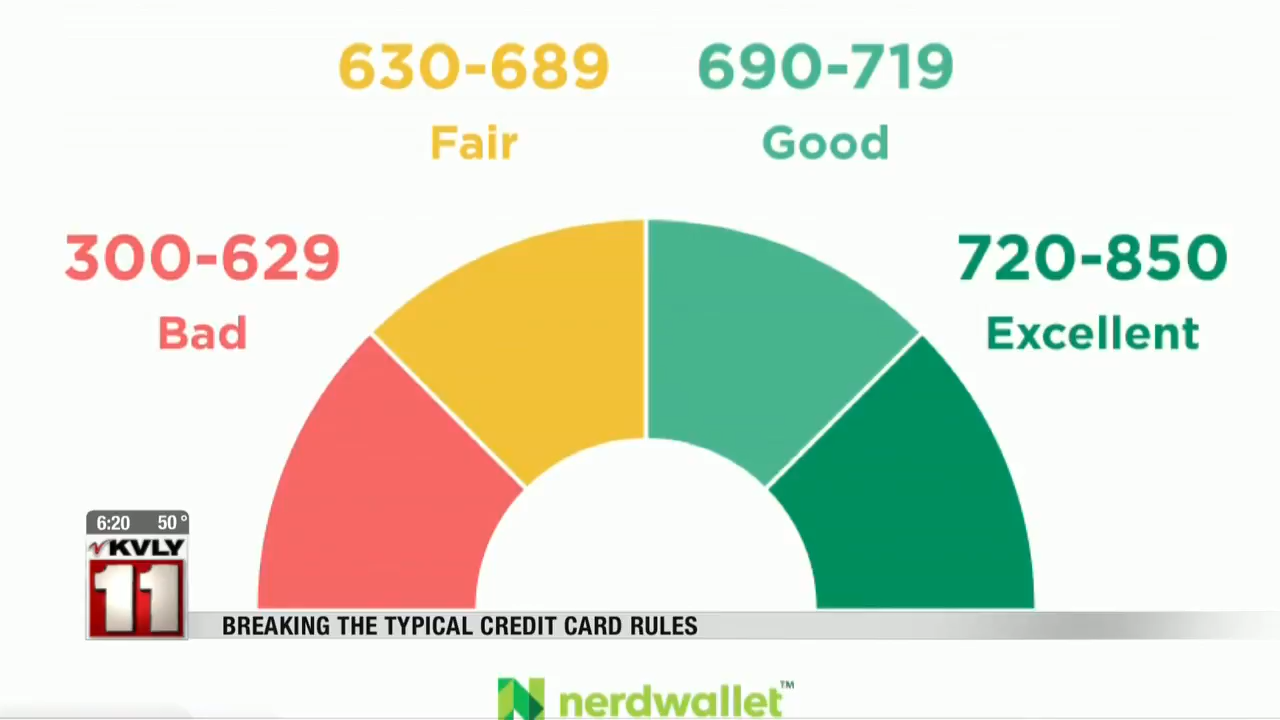 630-689
Fair
690-719
Good
300-629
Bad
720-850
Excellent
6:20 50°
KVLY
11
BREAKING THE TYPICAL CREDIT CARD RULES
nerdwallet™